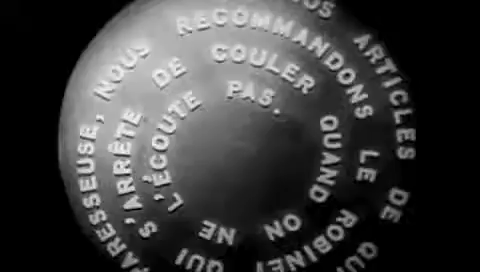 ARTICLES DE
PARESSEUSE, NOUS RECOMMANDONS LE ROBINET QUI
S'ARRÊTE DE COULER QUAND ON NE
L'ÉCOUTE PAS.